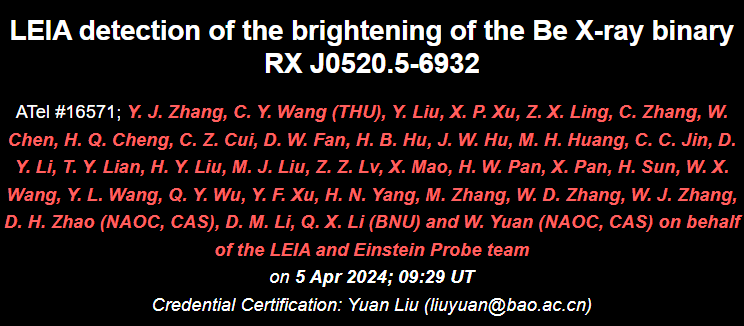 LEIA detection of the brightening of the Be X-ray binary
RX J0520.5-6932
ATel #16571; Y. J. Zhang, C. Y. Wang (THU), Y. Liu, X. P. Xu, Z. X. Ling, C. Zhang, W.
Chen, H. Q. Cheng, C. Z. Cui, D. W. Fan, H. B. Hu, J. W. Hu, M. H. Huang, C. C. Jin, D.
Y. Li, T. Y. Lian, H. Y. Liu, M. J. Liu, Z. Z. Lv, X. Mao, H. W. Pan, X. Pan, H. Sun, W. X.
Wang, Y. L. Wang, Q. Y. Wu, Y. F. Xu, H. N. Yang, M. Zhang, W. D. Zhang, W. J. Zhang,
D. H. Zhao (NAOC, CAS), D. M. Li, Q. X. Li (BNU) and W. Yuan (NAOC, CAS) on behalf
of the LEIA and Einstein Probe team
on 5 Apr 2024; 09:29 UT
Credential Certification: Yuan Liu (liuyuan@bao.ac.cn)